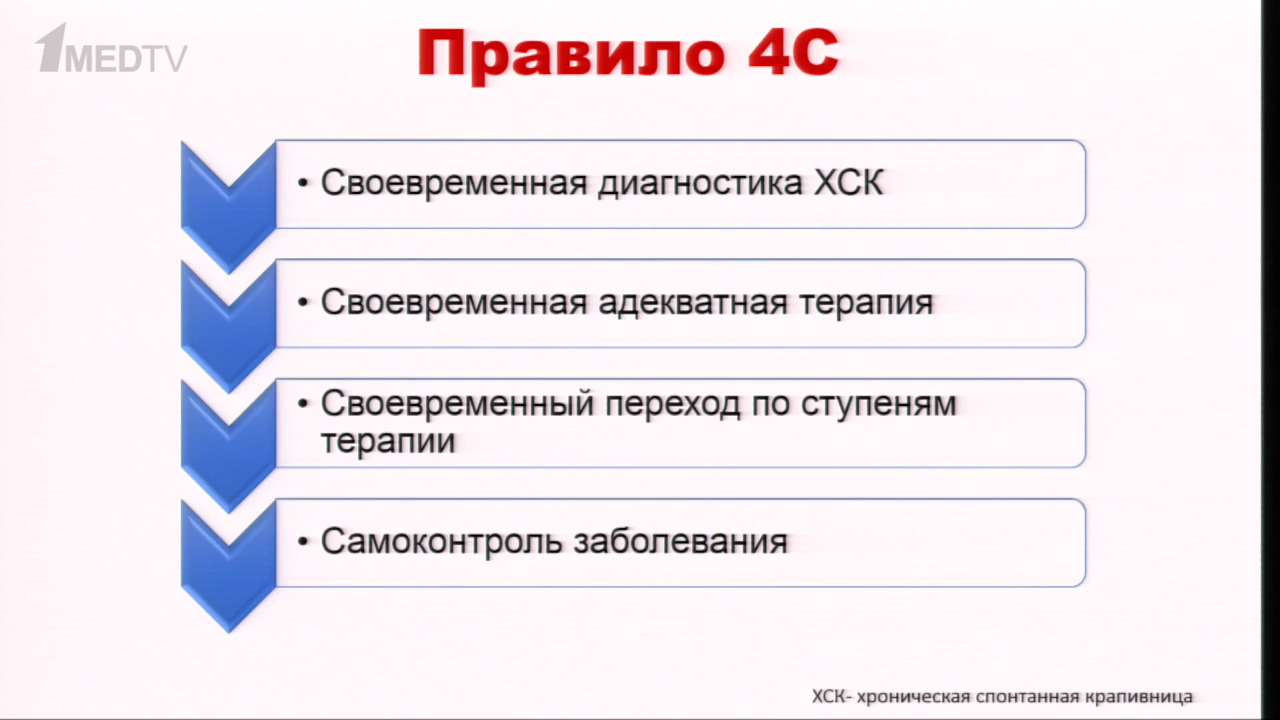 1MEDTV
Правило 4С
• Своевременная диагностика ХСК
• Своевременная адекватная терапия
• Своевременный переход по ступеням
терапии
• Самоконтроль заболевания
ХСК- хроническая спонтанная крапивница